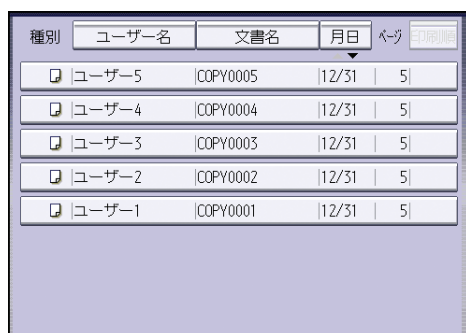 種別 ユーザー名 文書名 月日 ページ 印刷順
ユーザー5 COPY0005 12/31 5
ユーザー4 COPY0004 12/31 5
ユーザー3 COPY0003 12/31 5
ユーザー2 COPY0002 12/31 5
ユーザー1 COPY0001 12/31 5